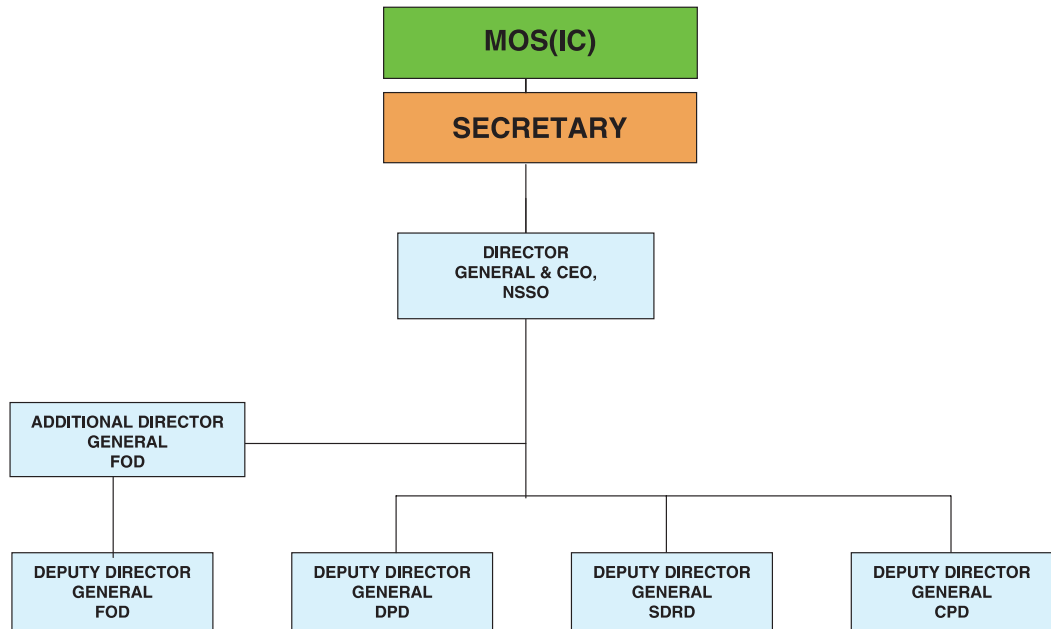 MOS(IC)
SECRETARY
DIRECTOR
GENERAL & CEO,
NSSO
ADDITIONAL DIRECTOR
GENERAL
FOD
DEPUTY DIRECTOR
GENERAL
FOD
DEPUTY DIRECTOR
GENERAL
DPD
DEPUTY DIRECTOR
GENERAL
SDRD
DEPUTY DIRECTOR
GENERAL
CPD